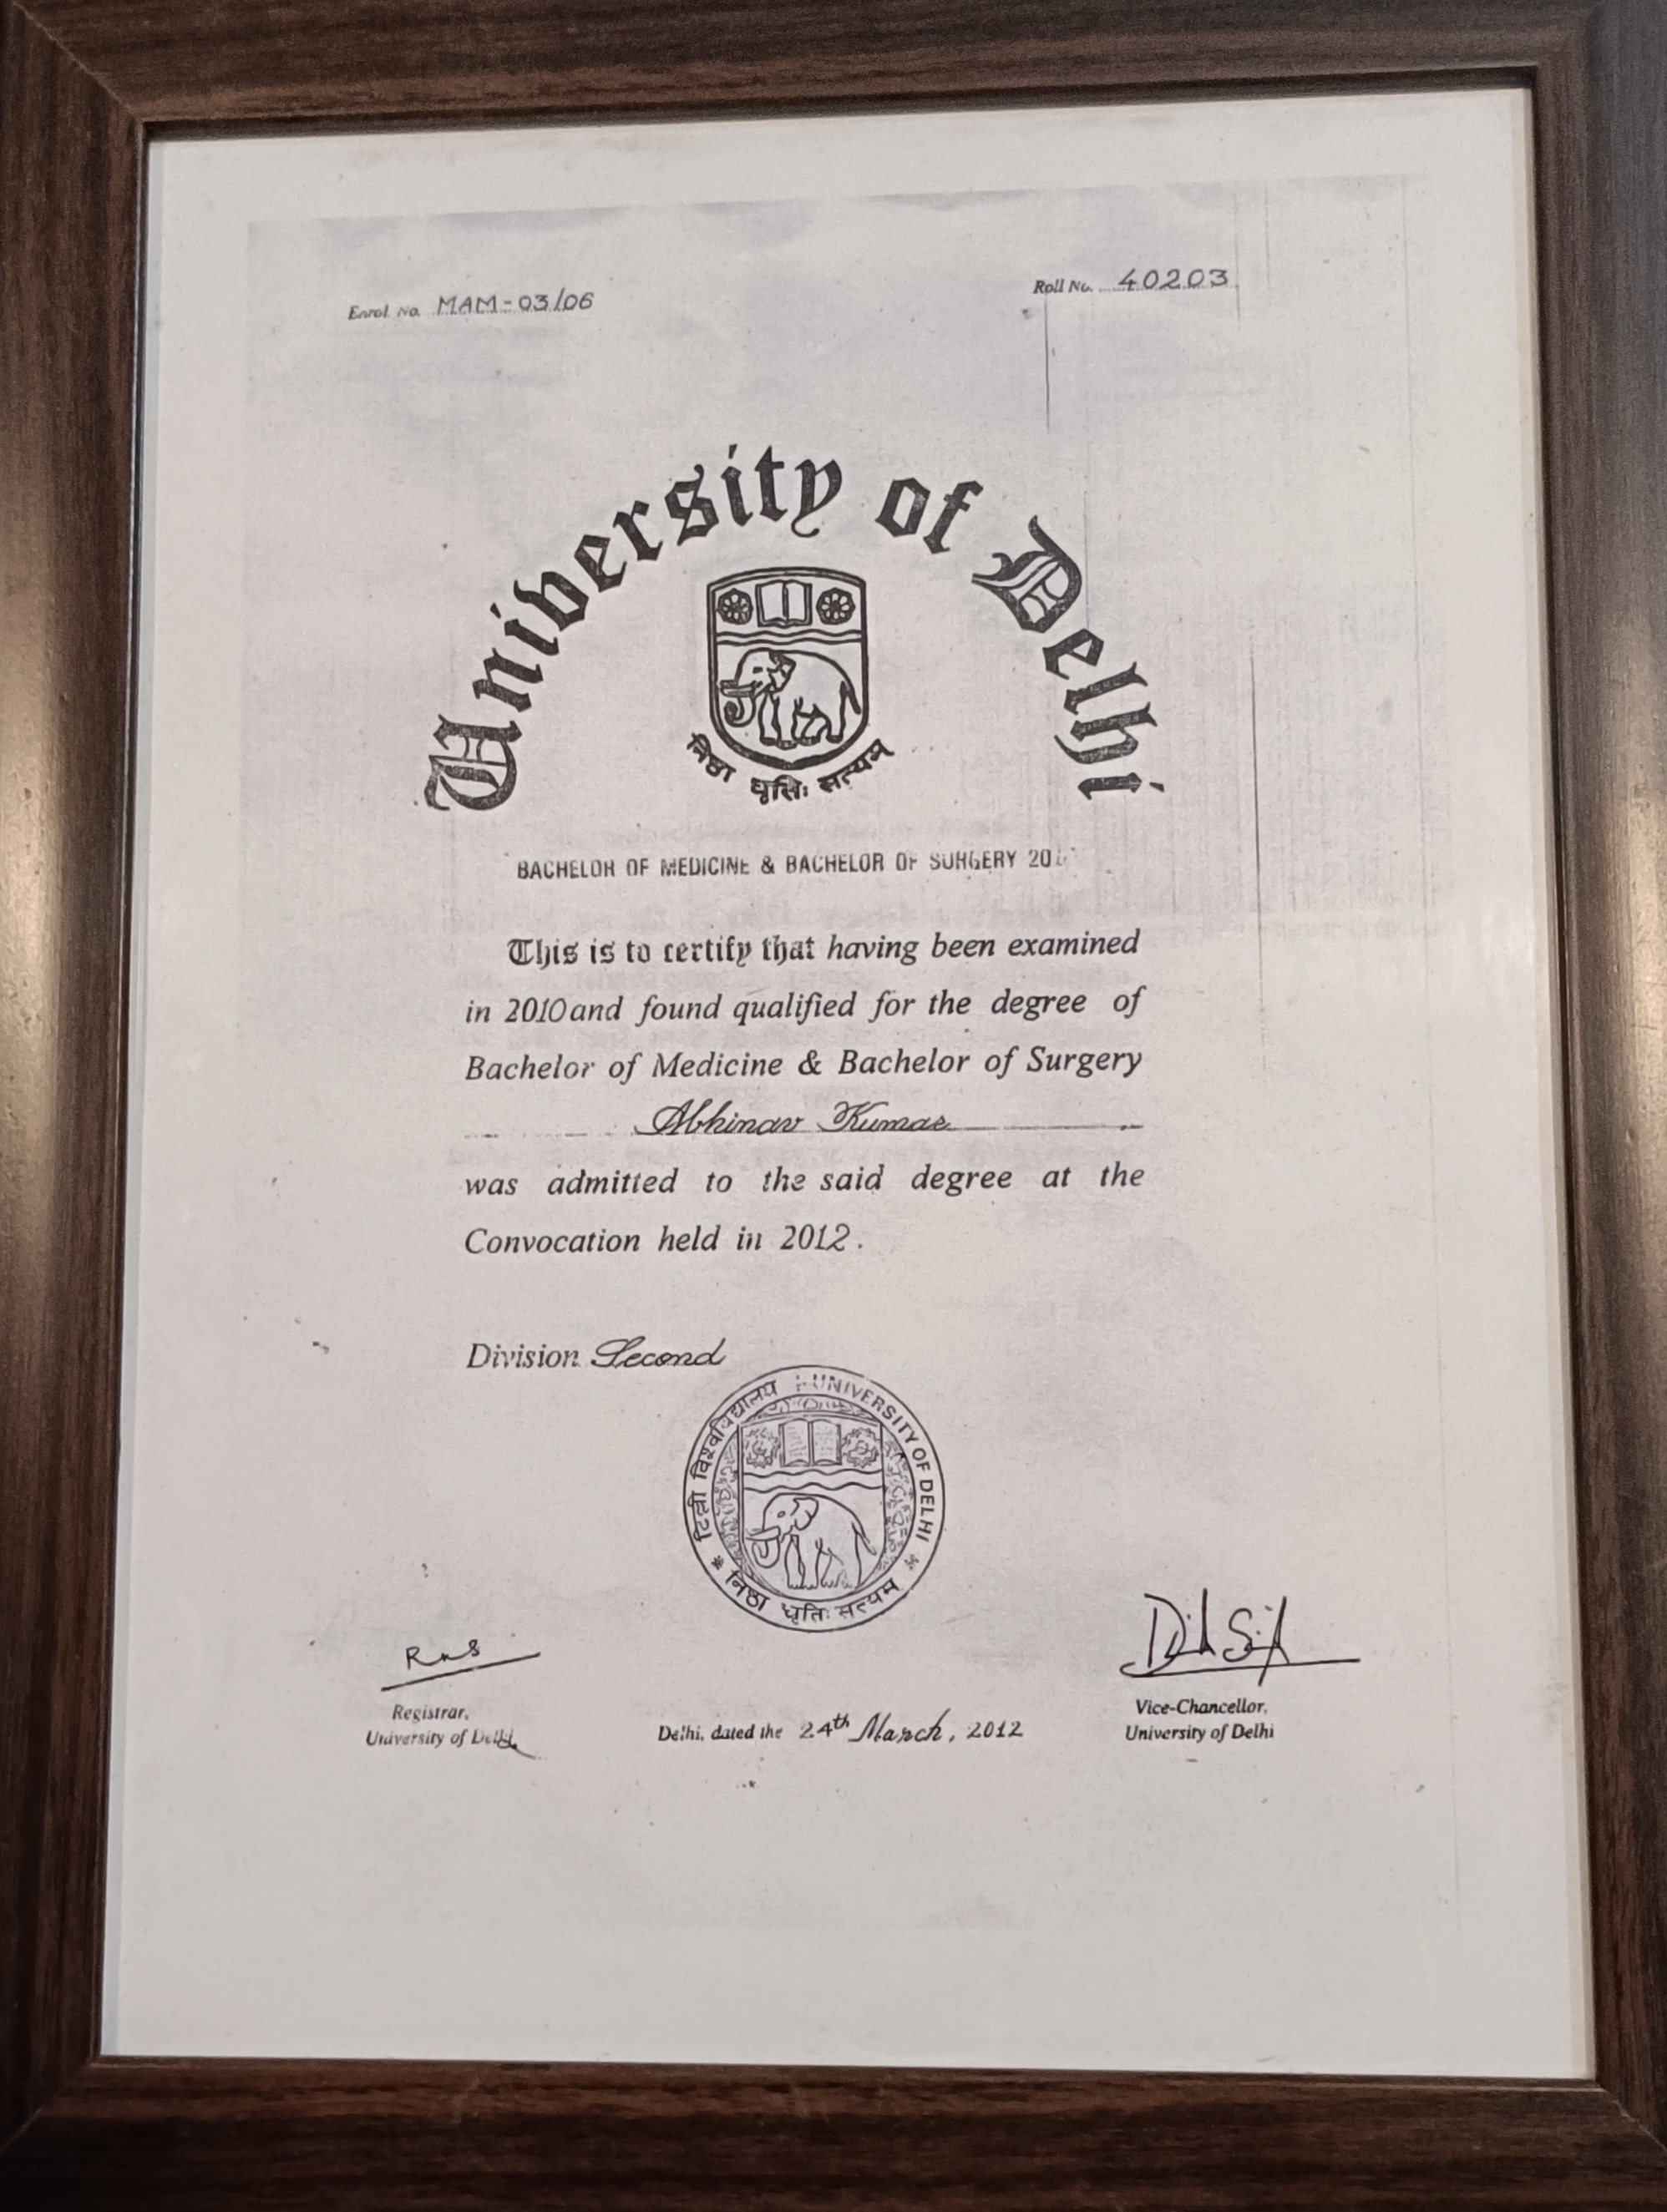 Enrol. No. MAM-03/06
Roll No. 40203
University of Delhi
निष्ठा धृतिः सत्यम्
BACHELOR OF MEDICINE & BACHELOR OF SURGERY
This is to certify that having been examined
in 2010 and found qualified for the degree of
Bachelor of Medicine & Bachelor of Surgery
Abhinav Kumar
was admitted to the said degree at the
Convocation held in 2012.
Division Second
दिल्ली विश्वविद्यालय UNIVERSITY OF DELHI
निष्ठा धृतिः सत्यम्
Registrar,
University of Delhi
Delhi, dated the 24th March, 2012
Vice-Chancellor,
University of Delhi